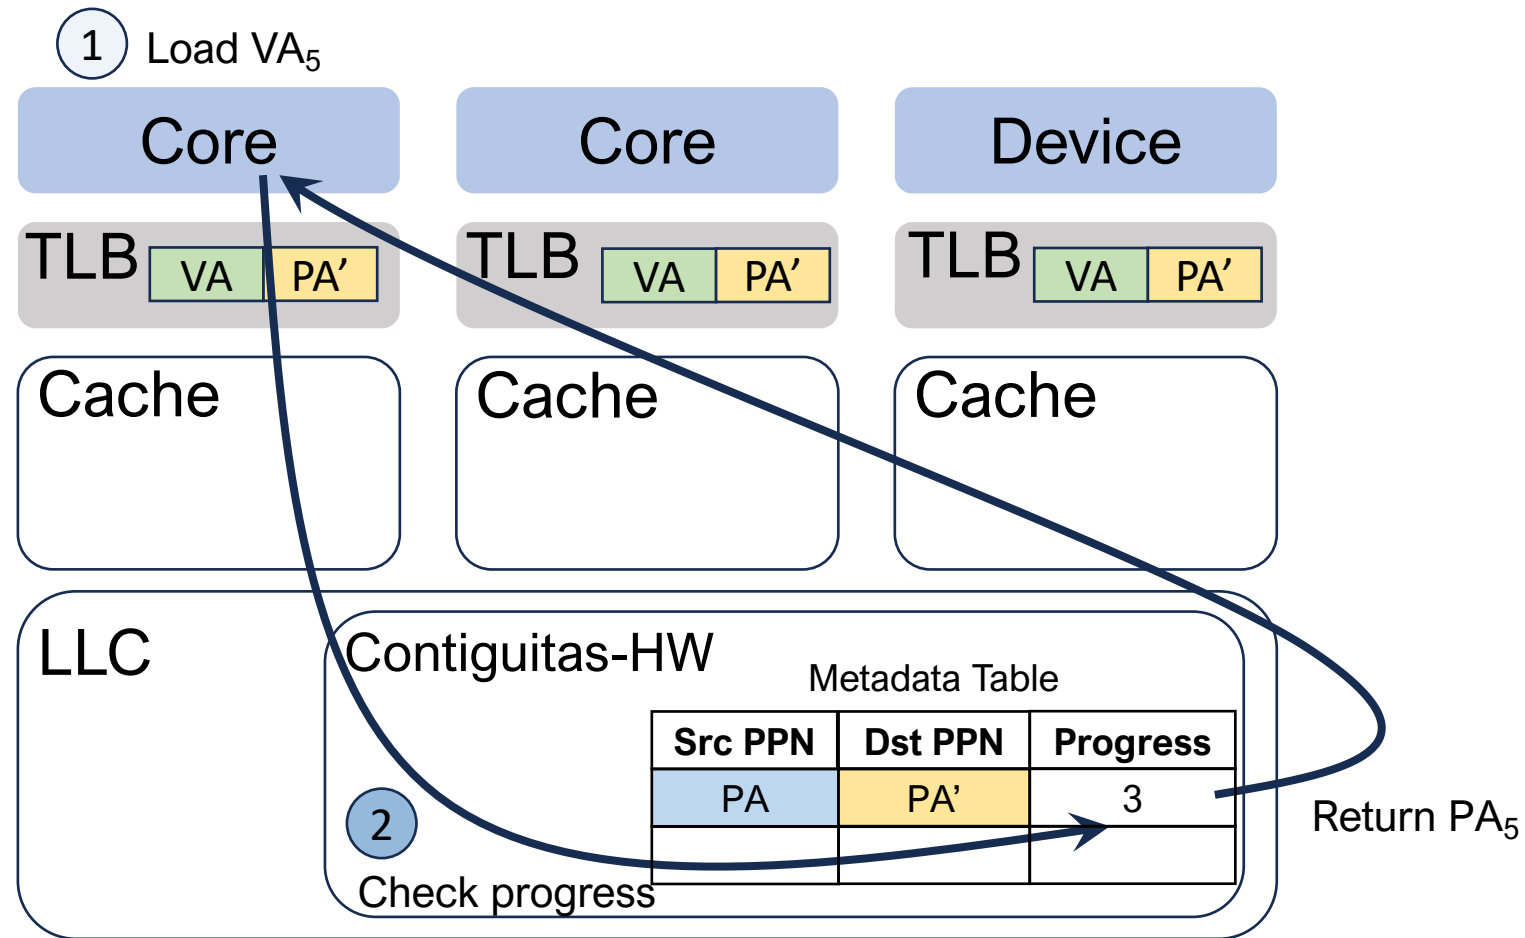 1 Load VA₅
Core Core Device
TLB VA PA’ TLB VA PA’ TLB VA PA’
Cache Cache Cache
LLC
Contiguitas-HW
Metadata Table
Src PPN Dst PPN Progress
PA PA' 3
2
Check progress
Return PA₅